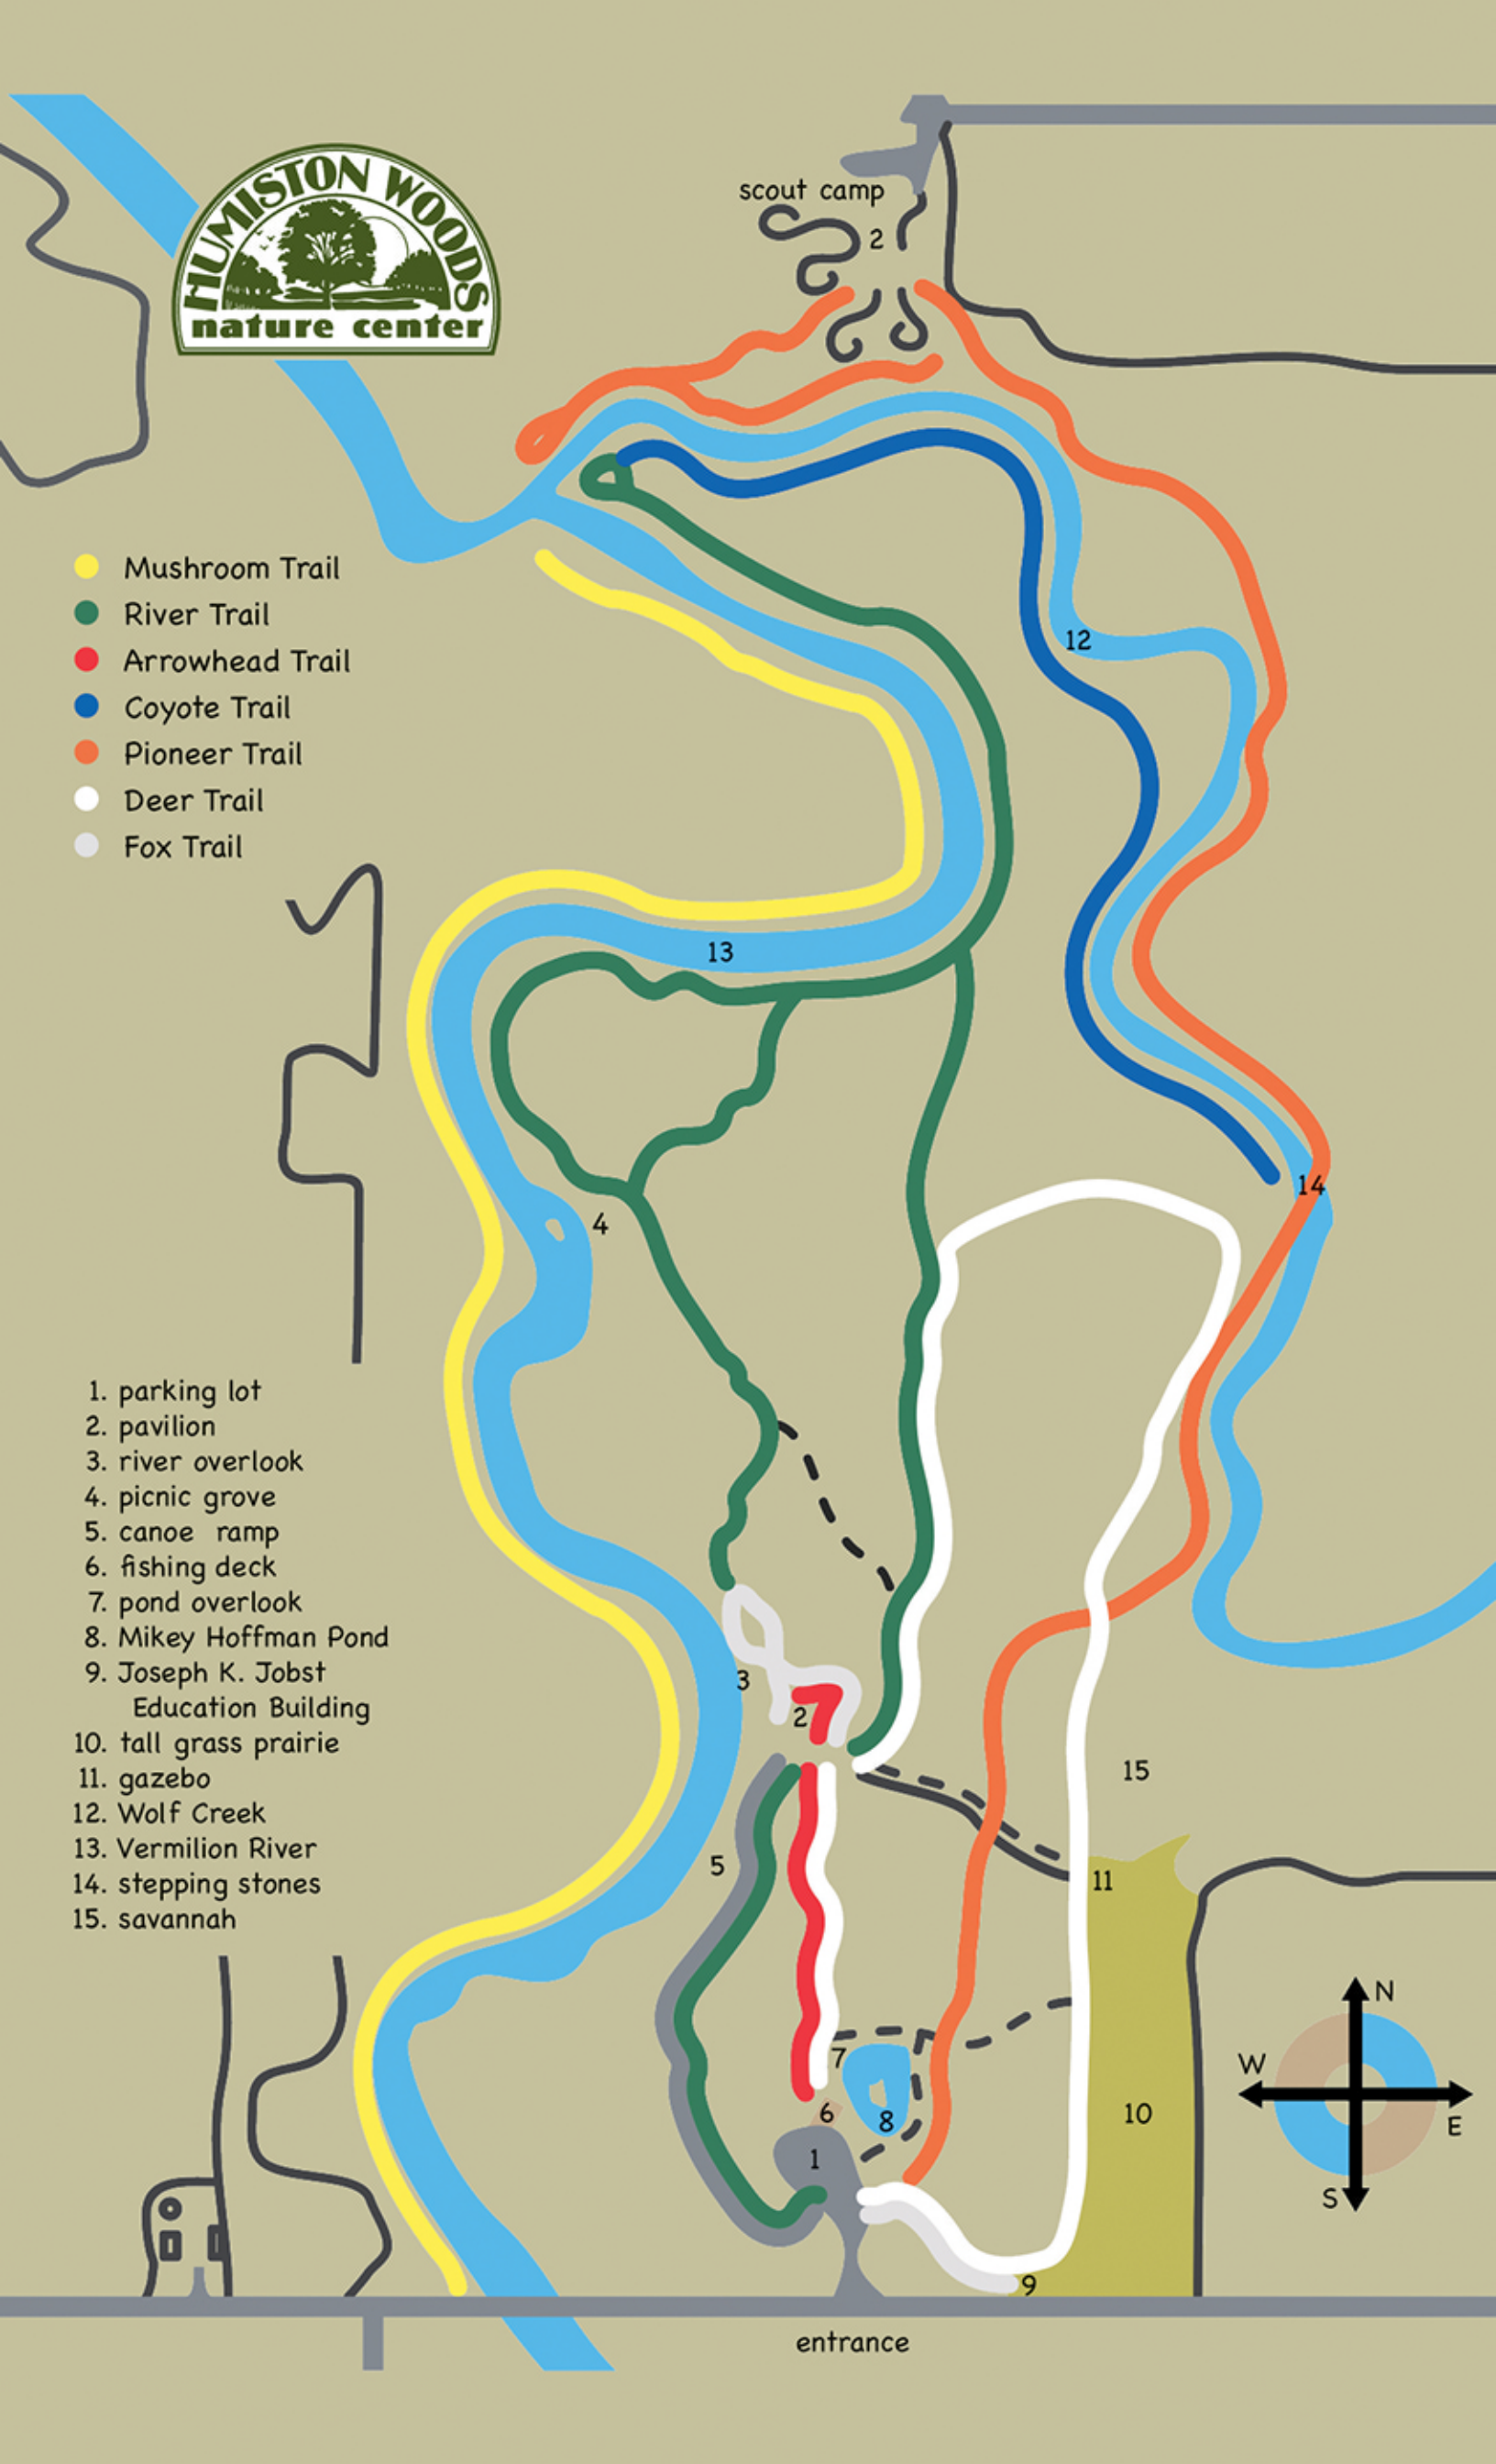 scout camp
2
HUMISTON WOODS
nature center
Mushroom Trail
River Trail
Arrowhead Trail
Coyote Trail
Pioneer Trail
Deer Trail
Fox Trail
12
13
14
4
1. parking lot
2. pavilion
3. river overlook
4. picnic grove
5. canoe ramp
6. fishing deck
7. pond overlook
8. Mikey Hoffman Pond
9. Joseph K. Jobst
Education Building
10. tall grass prairie
11. gazebo
12. Wolf Creek
13. Vermilion River
14. stepping stones
15. savannah
3
2
15
5
11
N
W
E
S
7
6
8
10
1
9
entrance